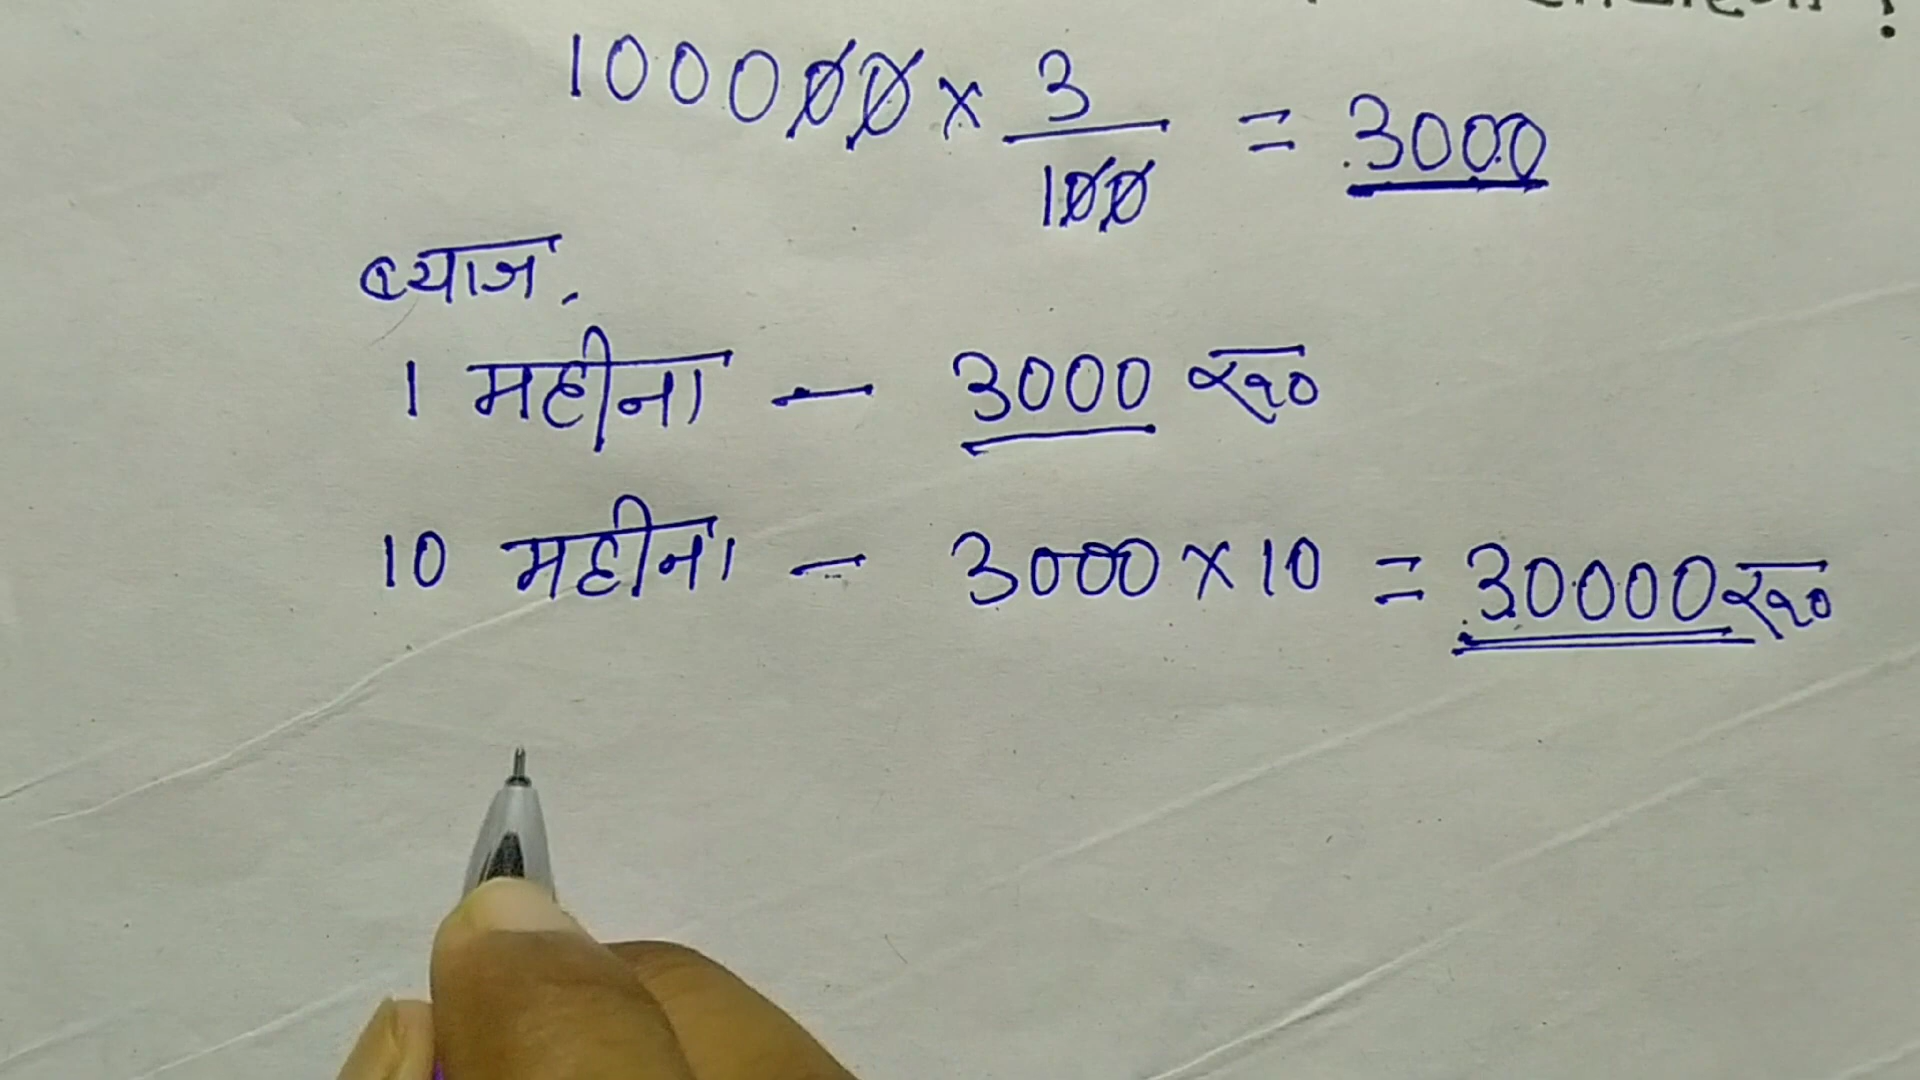 100000 × 3/100 = 3000
ब्याज.
1 महीना - 3000 रु०
10 महीना - 3000 × 10 = 30000 रु०